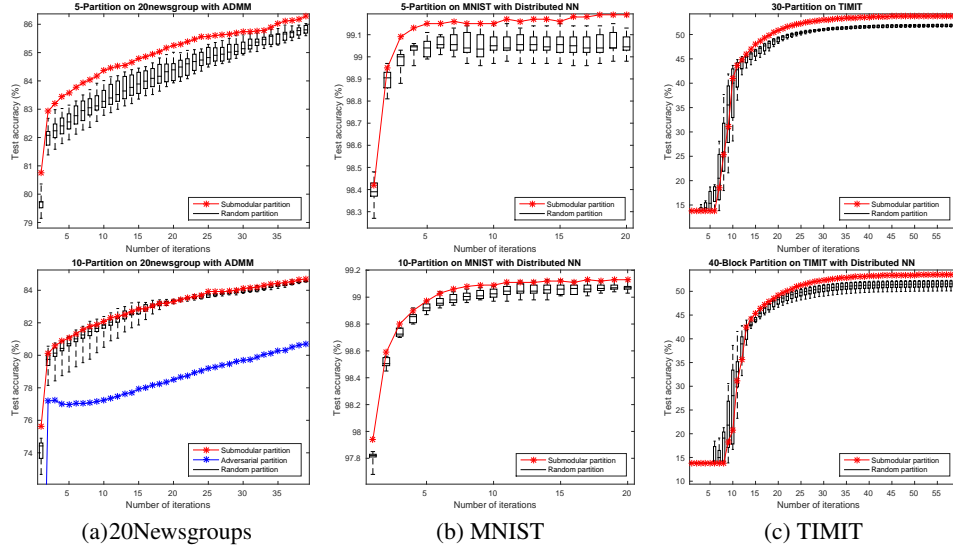 5-Partition on 20newsgroup with ADMM
86
85
84
83
82
81
80
79
Test accuracy (%)
5 10 15 20 25 30 35
Number of iterations
Submodular partition
Random partition
5-Partition on MNIST with Distributed NN
99.1
99
98.9
98.8
98.7
98.6
98.5
98.4
98.3
Test accuracy (%)
5 10 15 20
Number of iterations
Submodular partition
Random partition
30-Partition on TIMIT
50
45
40
35
30
25
20
15
Test accuracy (%)
5 10 15 20 25 30 35 40 45 50 55
Number of iterations
Submodular partition
Random partition
10-Partition on 20newsgroup with ADMM
84
82
80
78
76
74
Test accuracy (%)
5 10 15 20 25 30 35
Number of iterations
Submodular partition
Adversarial partition
Random partition
10-Partition on MNIST with Distributed NN
99.2
99
98.8
98.6
98.4
98.2
98
97.8
Test accuracy (%)
2 4 6 8 10 12 14 16 18 20
Number of iterations
Submodular partition
Random partition
40-Block Partition on TIMIT with Distributed NN
50
45
40
35
30
25
20
15
10
Test accuracy (%)
5 10 15 20 25 30 35 40 45 50 55
Number of iterations
Submodular partition
Random partition
(a)20Newsgroups
(b) MNIST
(c) TIMIT